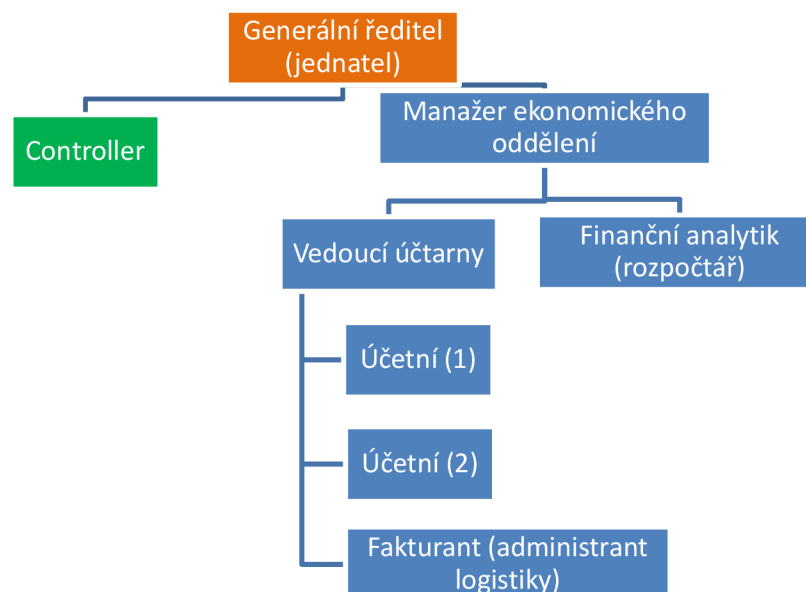 Generální ředitel
(jednatel)
Controller
Manažer ekonomického
oddělení
Vedoucí účtarny
Finanční analytik
(rozpočtář)
Účetní (1)
Účetní (2)
Fakturant (administrant
logistiky)